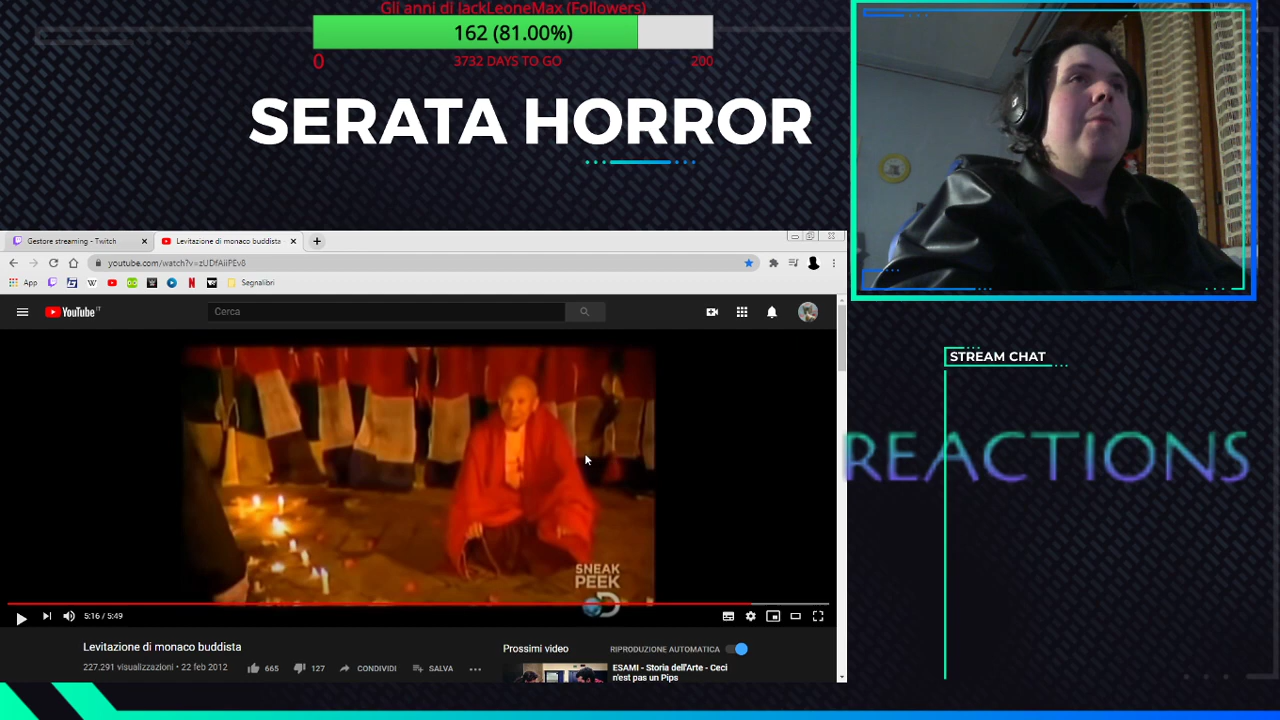 Gli anni di JackLeoneMax (Followers)
162 (81.00%)
0
3732 DAYS TO GO
200
SERATA HORROR
Gestore streaming - Twitch
Levitazione di monaco buddista
youtube.com/watch?v=zUDfAiiPEv8
App
Segnalibri
YouTube IT
Cerca
SNEAK
PEEK
5:16 / 5:49
Levitazione di monaco buddista
227.291 visualizzazioni • 22 feb 2012
665
127
CONDIVIDI
SALVA
Prossimi video
RIPRODUZIONE AUTOMATICA
ESAMI - Storia dell'Arte - Ceci
n'est pas un Pips
STREAM CHAT
REACTIONS